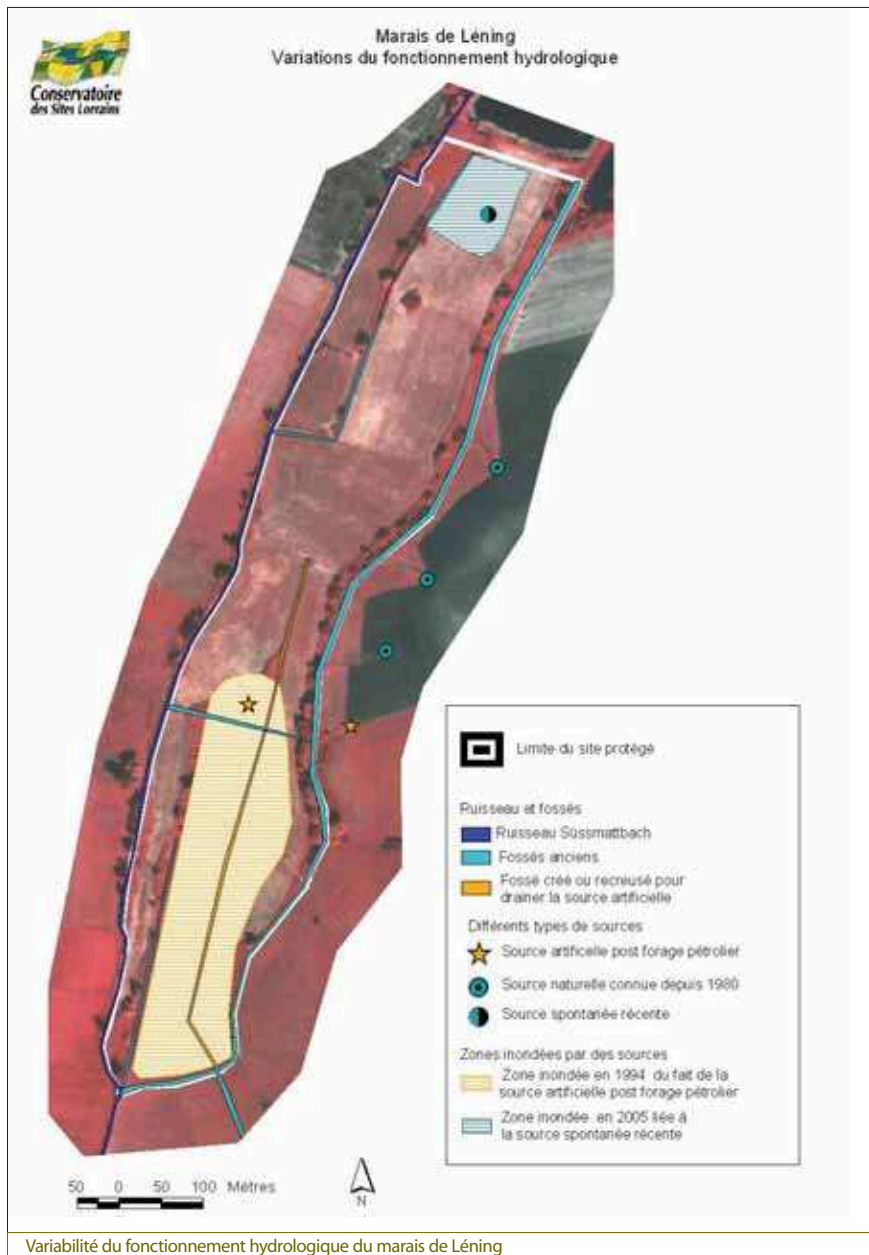 Marais de Léning
Variations du fonctionnement hydrologique
Conservatoire
des Sites Lorrains
Limite du site protégé
Ruisseau et fossés
Ruisseau Süssmattbach
Fossés anciens
Fossé créé ou recreusé pour
drainer la source artificielle
Différents types de sources
Source artificelle post forage pétrolier
Source naturelle connue depuis 1980
Source spontanée récente
Zones inondées par des sources
Zone inondée en 1994 du fait de la
source artificielle post forage pétrolier
Zone inondée en 2005 liée à
la source spontanée récente
50 0 50 100 Mètres
N
Variabilité du fonctionnement hydrologique du marais de Léning